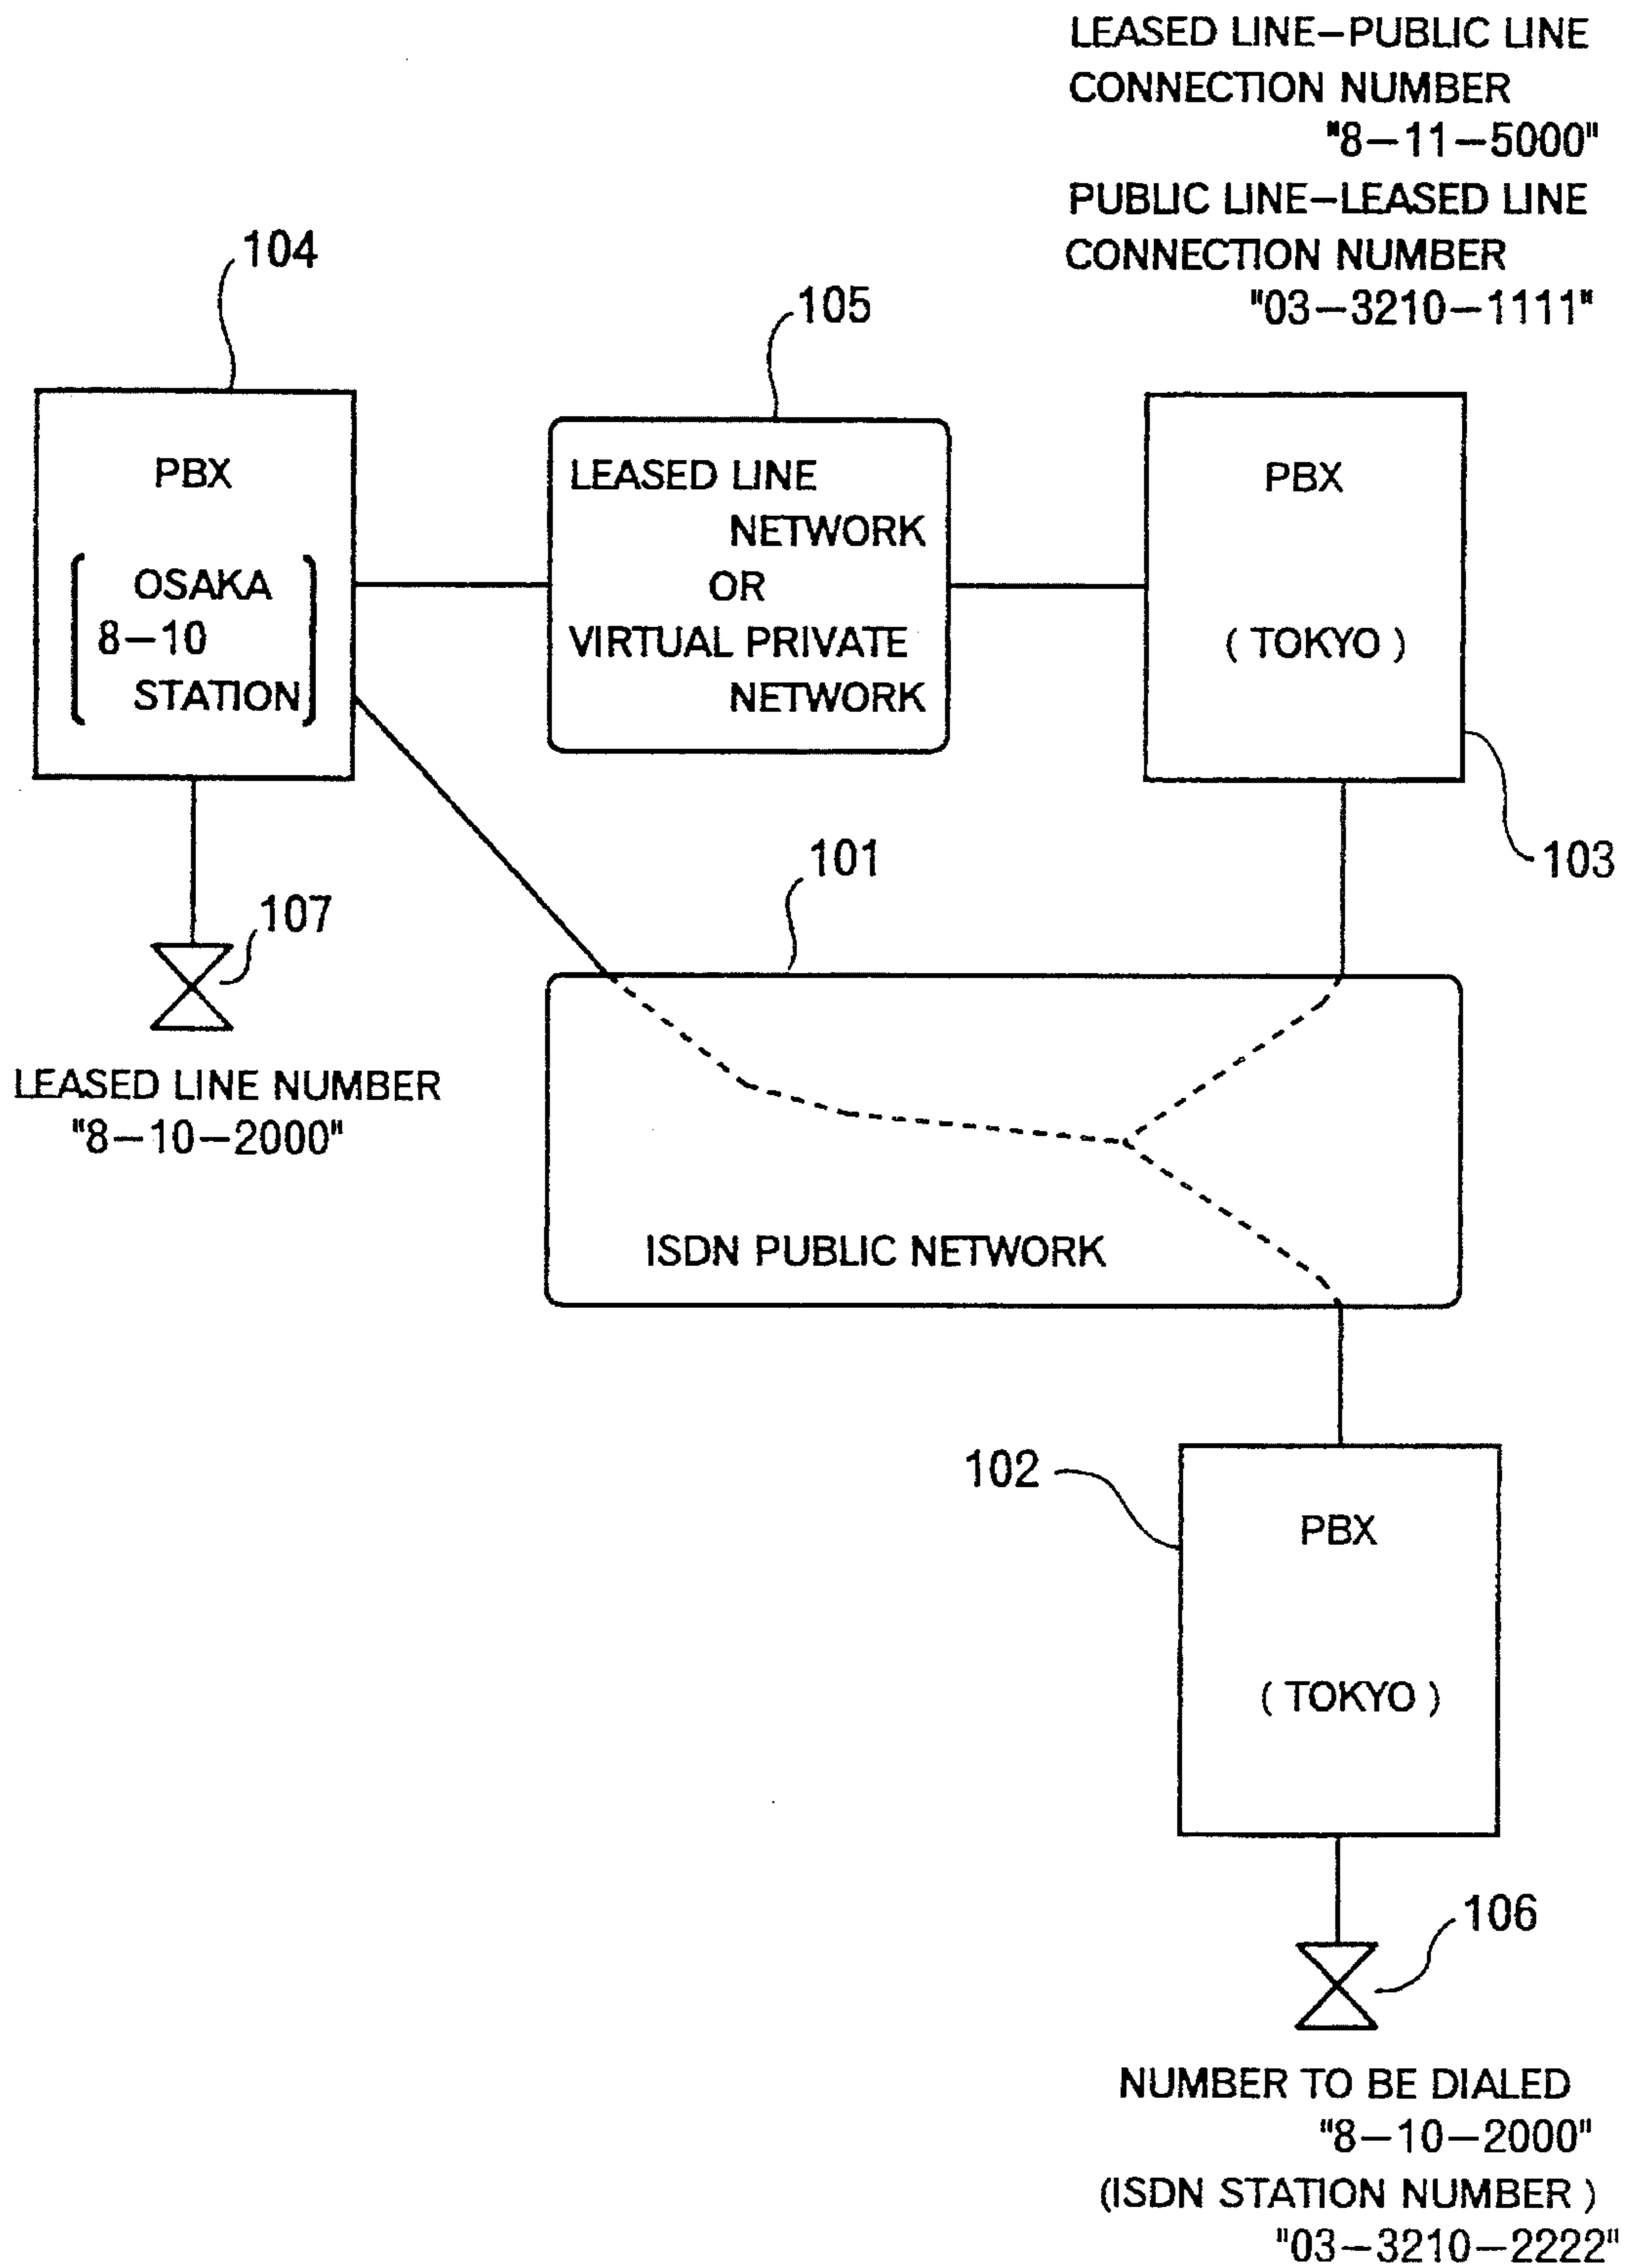 LEASED LINE–PUBLIC LINE
CONNECTION NUMBER
"8–11–5000"
PUBLIC LINE–LEASED LINE
CONNECTION NUMBER
"03–3210–1111"
104
105
PBX
OSAKA
8–10
STATION
LEASED LINE
NETWORK
OR
VIRTUAL PRIVATE
NETWORK
PBX
( TOKYO )
103
101
107
LEASED LINE NUMBER
"8–10–2000"
ISDN PUBLIC NETWORK
102
PBX
( TOKYO )
106
NUMBER TO BE DIALED
"8–10–2000"
(ISDN STATION NUMBER )
"03–3210–2222"